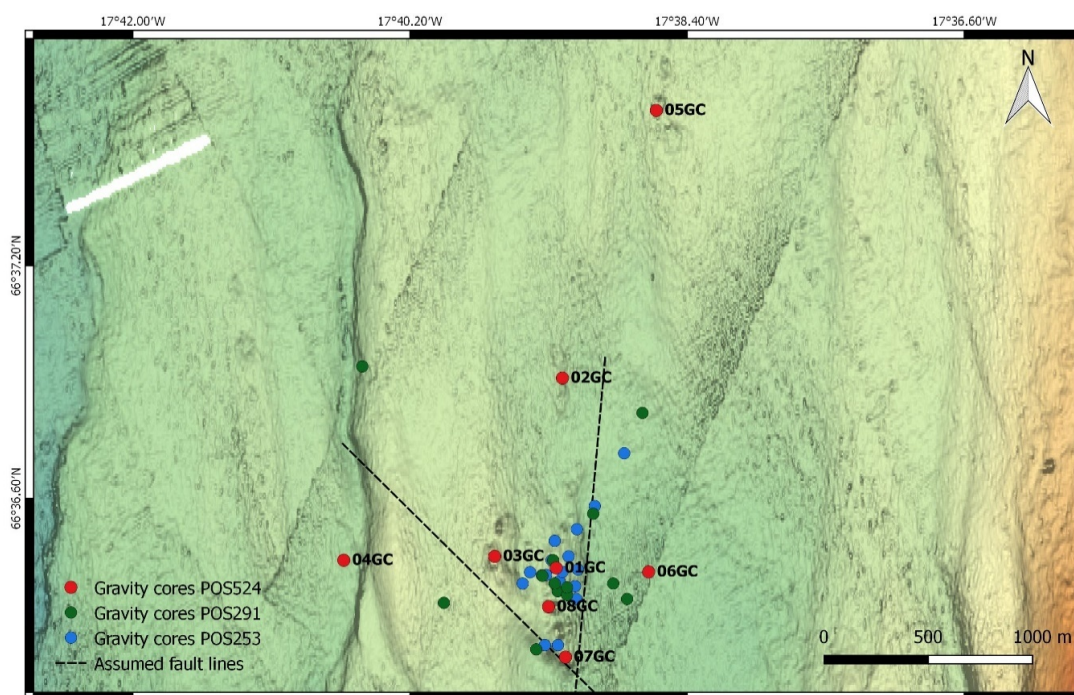 17°42.00'W 17°40.20'W 17°38.40'W 17°36.60'W
N
05GC
66°37.20'N
02GC
66°36.60'N
03GC
04GC
01GC
06GC
Gravity cores POS524
08GC
Gravity cores POS291
Gravity cores POS253
0 500 1000 m
07GC
Assumed fault lines